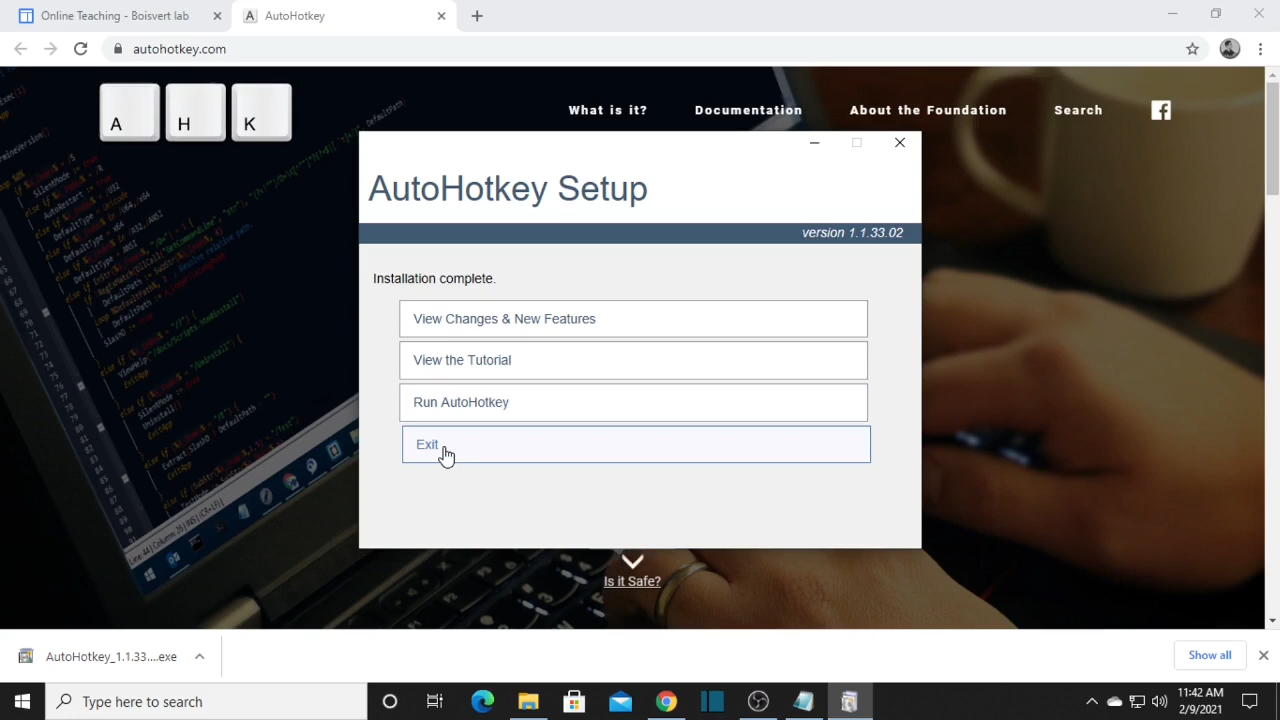 Online Teaching - Boisvert lab
AutoHotkey
autohotkey.com
A H K
What is it? Documentation About the Foundation Search
AutoHotkey Setup
version 1.1.33.02
Installation complete.
View Changes & New Features
View the Tutorial
Run AutoHotkey
Exit
Is it Safe?
AutoHotkey_1.1.33....exe
Show all
Type here to search
11:42 AM
2/9/2021